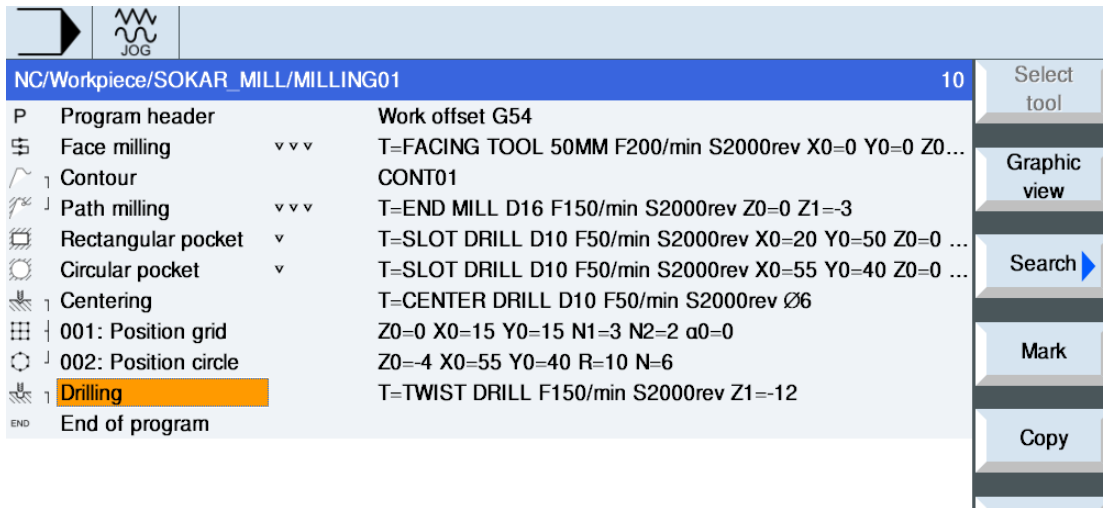 JOG
NC/Workpiece/SOKAR_MILL/MILLING01 10
Select
tool
P Program header Work offset G54
Face milling ∨∨∨ T=FACING TOOL 50MM F200/min S2000rev X0=0 Y0=0 Z0...
Contour CONT01
Path milling ∨∨∨ T=END MILL D16 F150/min S2000rev Z0=0 Z1=-3
Rectangular pocket ∨ T=SLOT DRILL D10 F50/min S2000rev X0=20 Y0=50 Z0=0 ...
Circular pocket ∨ T=SLOT DRILL D10 F50/min S2000rev X0=55 Y0=40 Z0=0 ...
Centering T=CENTER DRILL D10 F50/min S2000rev Ø6
001: Position grid Z0=0 X0=15 Y0=15 N1=3 N2=2 α0=0
002: Position circle Z0=-4 X0=55 Y0=40 R=10 N=6
Drilling T=TWIST DRILL F150/min S2000rev Z1=-12
END End of program
Graphic
view
Search
Mark
Copy